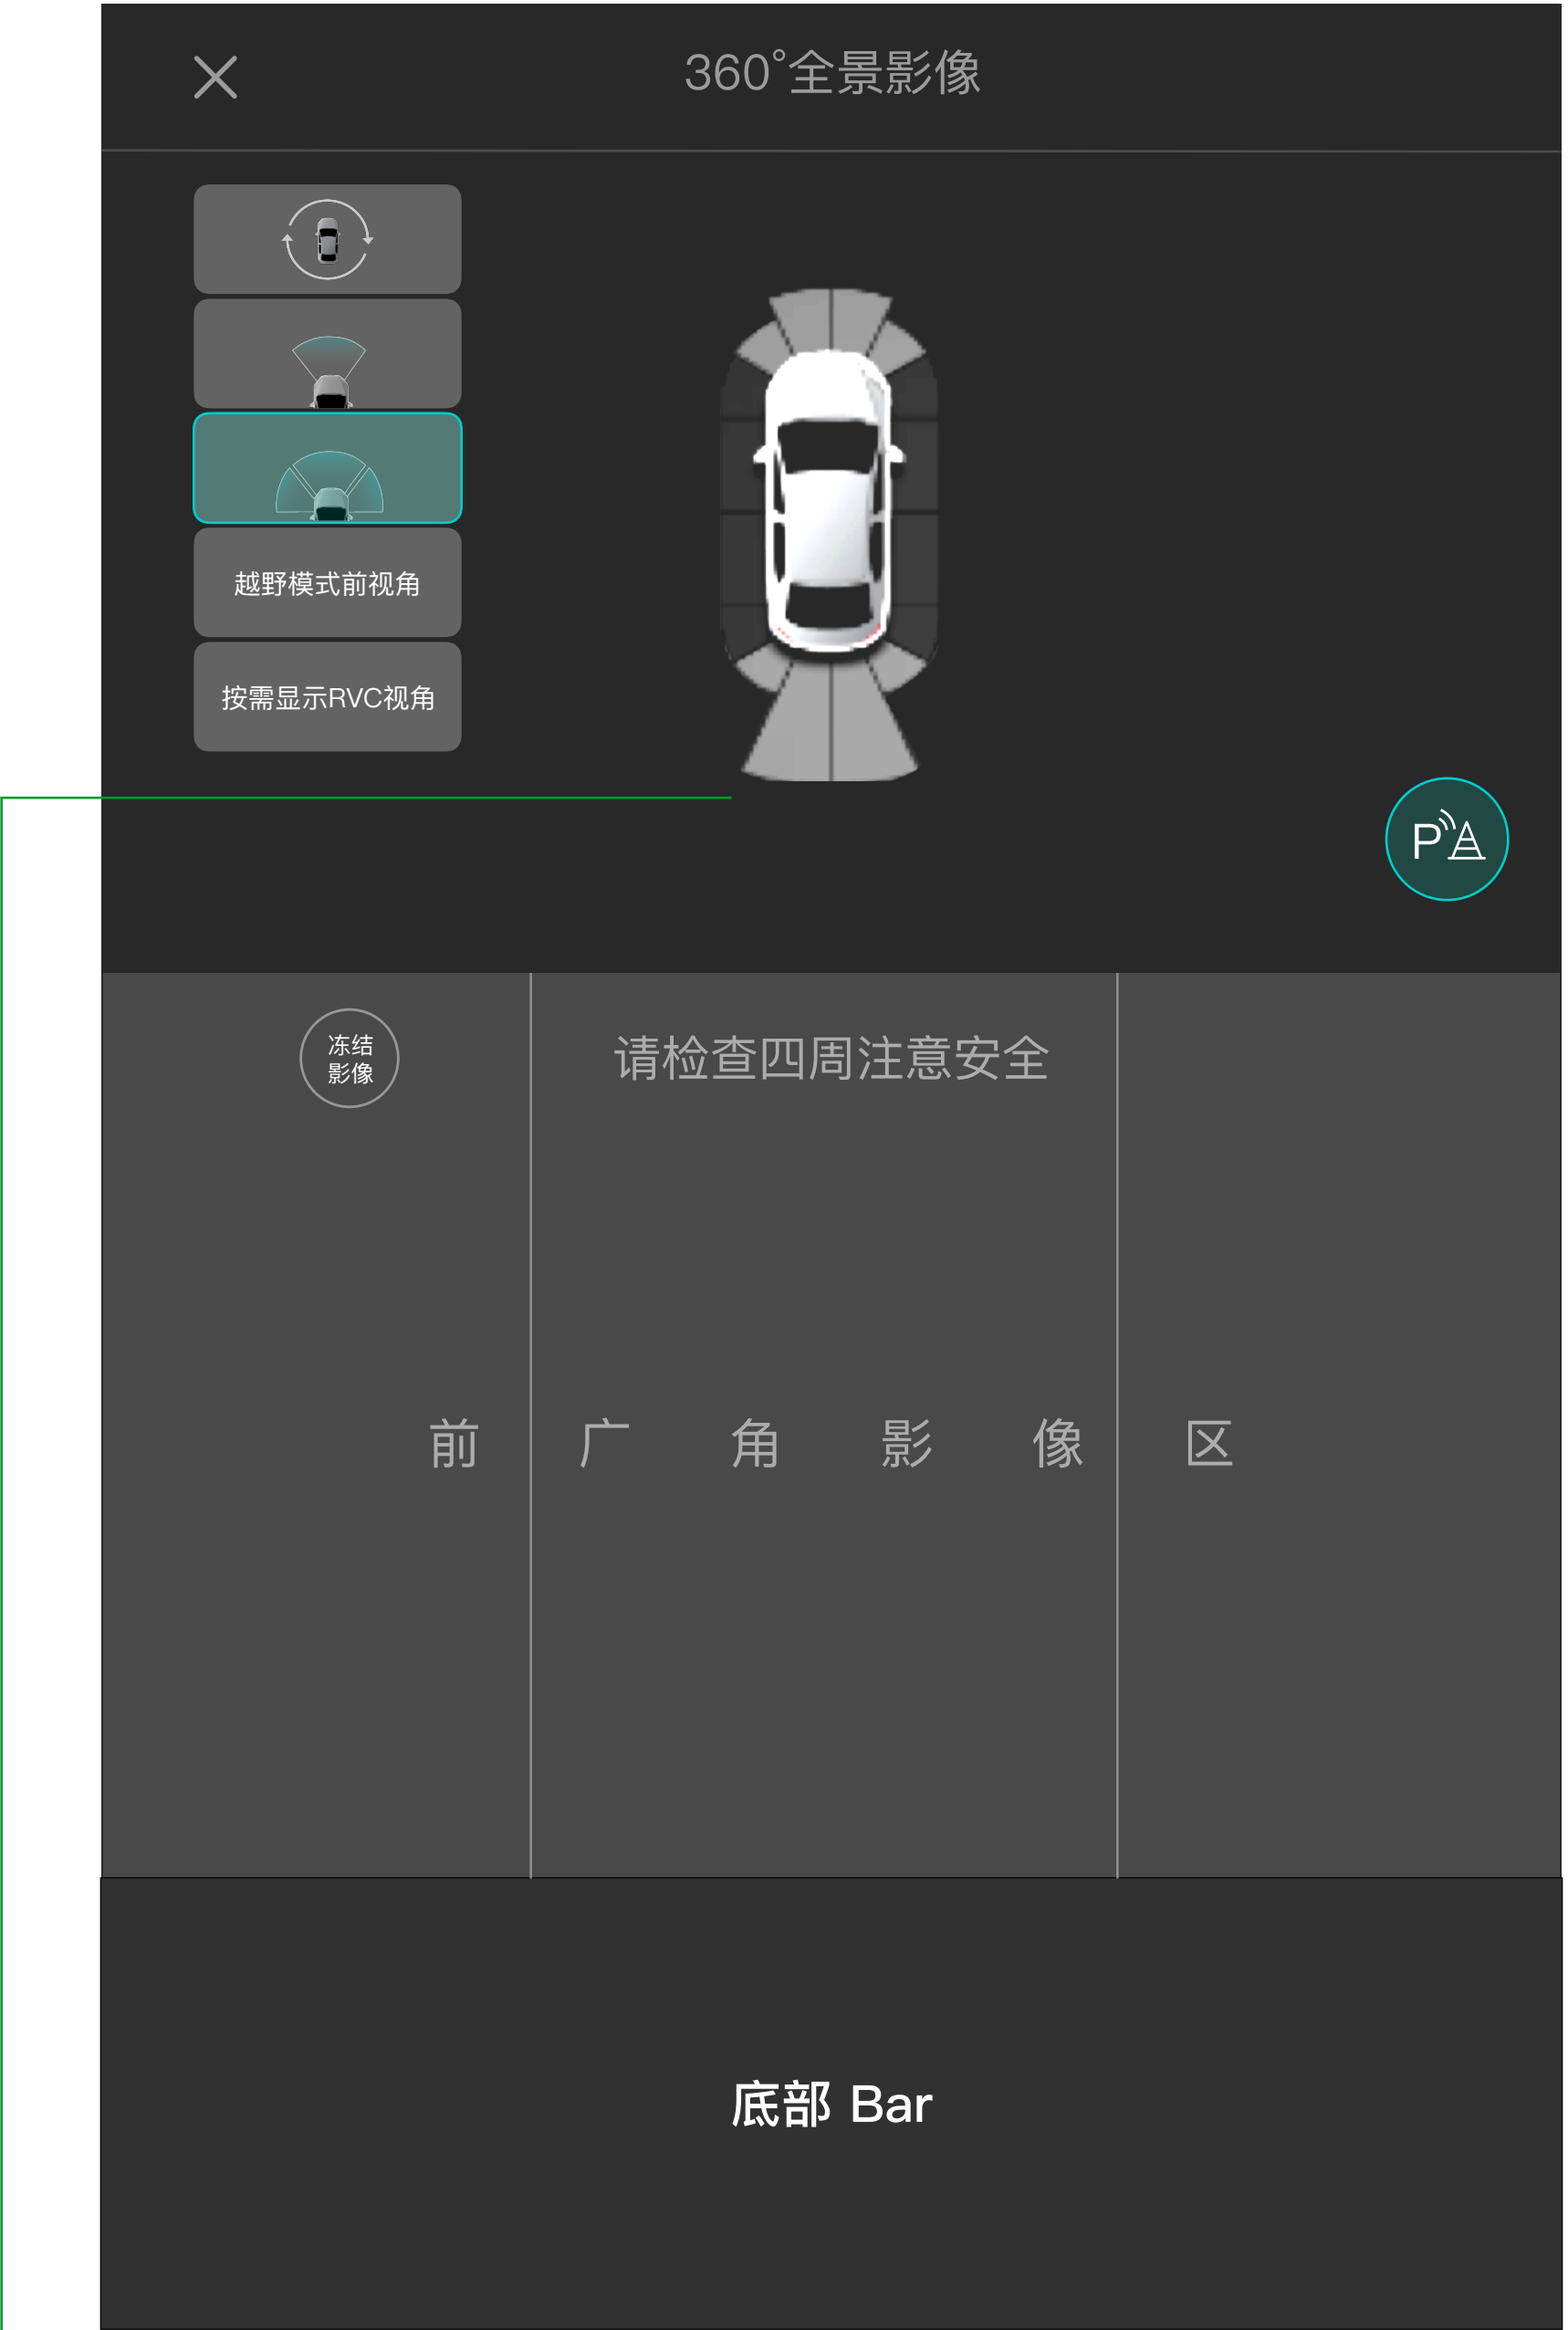 360°全景影像
越野模式前视角
按需显示RVC视角
P
冻结
影像
请检查四周注意安全
前广角影像区
底部 Bar